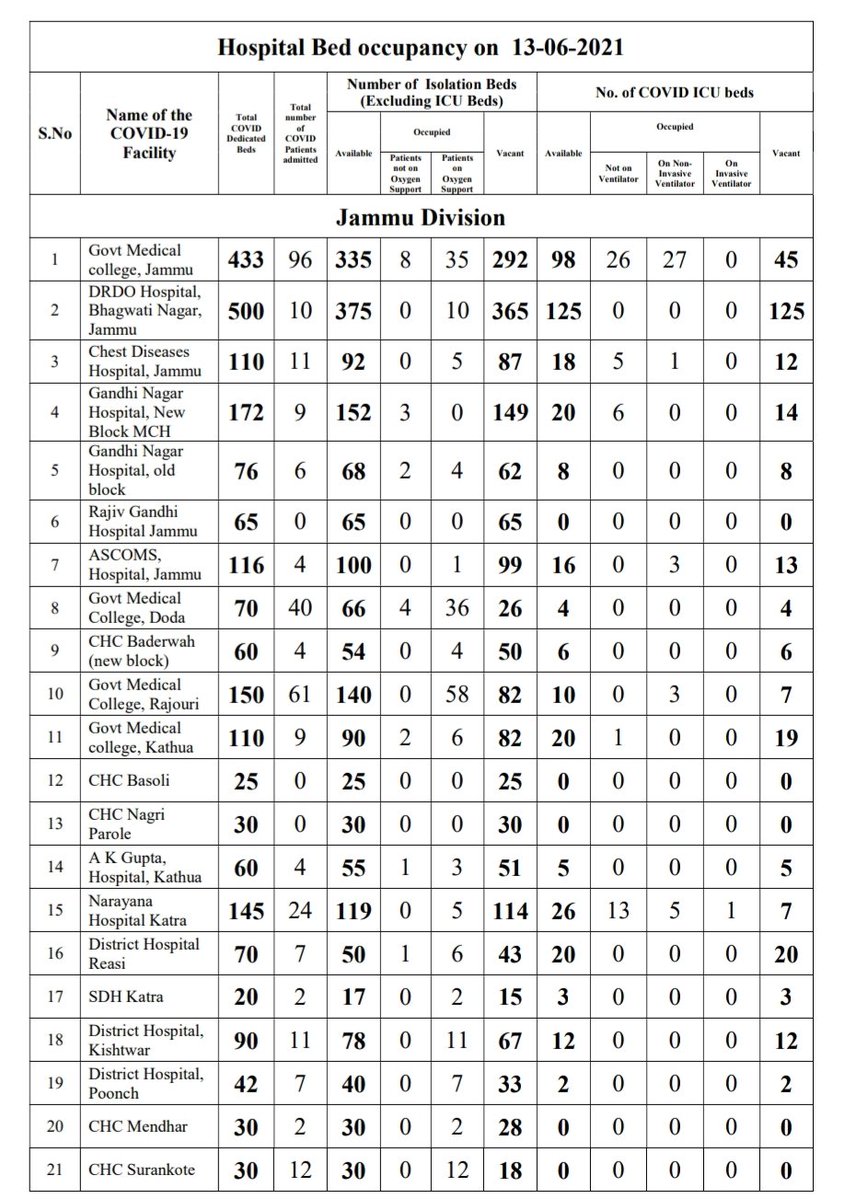 Hospital Bed occupancy on 13-06-2021
S.No
Name of the
COVID-19
Facility
Total
COVID
Dedicated
Beds
Total
number
of
COVID
Patients
admitted
Number of Isolation Beds
(Excluding ICU Beds)
No. of COVID ICU beds
Available
Occupied
Patients
not on
Oxygen
Support
Patients
on
Oxygen
Support
Vacant
Available
Occupied
Not on
Ventilator
On Non-
Invasive
Ventilator
On
Invasive
Ventilator
Vacant
Jammu Division
1 Govt Medical
college, Jammu 433 96 335 8 35 292 98 26 27 0 45
2 DRDO Hospital,
Bhagwati Nagar,
Jammu 500 10 375 0 10 365 125 0 0 0 125
3 Chest Diseases
Hospital, Jammu 110 11 92 0 5 87 18 5 1 0 12
4 Gandhi Nagar
Hospital, New
Block MCH 172 9 152 3 0 149 20 6 0 0 14
5 Gandhi Nagar
Hospital, old
block 76 6 68 2 4 62 8 0 0 0 8
6 Rajiv Gandhi
Hospital Jammu 65 0 65 0 0 65 0 0 0 0 0
7 ASCOMS,
Hospital, Jammu 116 4 100 0 1 99 16 0 3 0 13
8 Govt Medical
College, Doda 70 40 66 4 36 26 4 0 0 0 4
9 CHC Baderwah
(new block) 60 4 54 0 4 50 6 0 0 0 6
10 Govt Medical
College, Rajouri 150 61 140 0 58 82 10 0 3 0 7
11 Govt Medical
college, Kathua 110 9 90 2 6 82 20 1 0 0 19
12 CHC Basoli 25 0 25 0 0 25 0 0 0 0 0
13 CHC Nagri
Parole 30 0 30 0 0 30 0 0 0 0 0
14 A K Gupta,
Hospital, Kathua 60 4 55 1 3 51 5 0 0 0 5
15 Narayana
Hospital Katra 145 24 119 0 5 114 26 13 5 1 7
16 District Hospital
Reasi 70 7 50 1 6 43 20 0 0 0 20
17 SDH Katra 20 2 17 0 2 15 3 0 0 0 3
18 District Hospital,
Kishtwar 90 11 78 0 11 67 12 0 0 0 12
19 District Hospital,
Poonch 42 7 40 0 7 33 2 0 0 0 2
20 CHC Mendhar 30 2 30 0 2 28 0 0 0 0 0
21 CHC Surankote 30 12 30 0 12 18 0 0 0 0 0